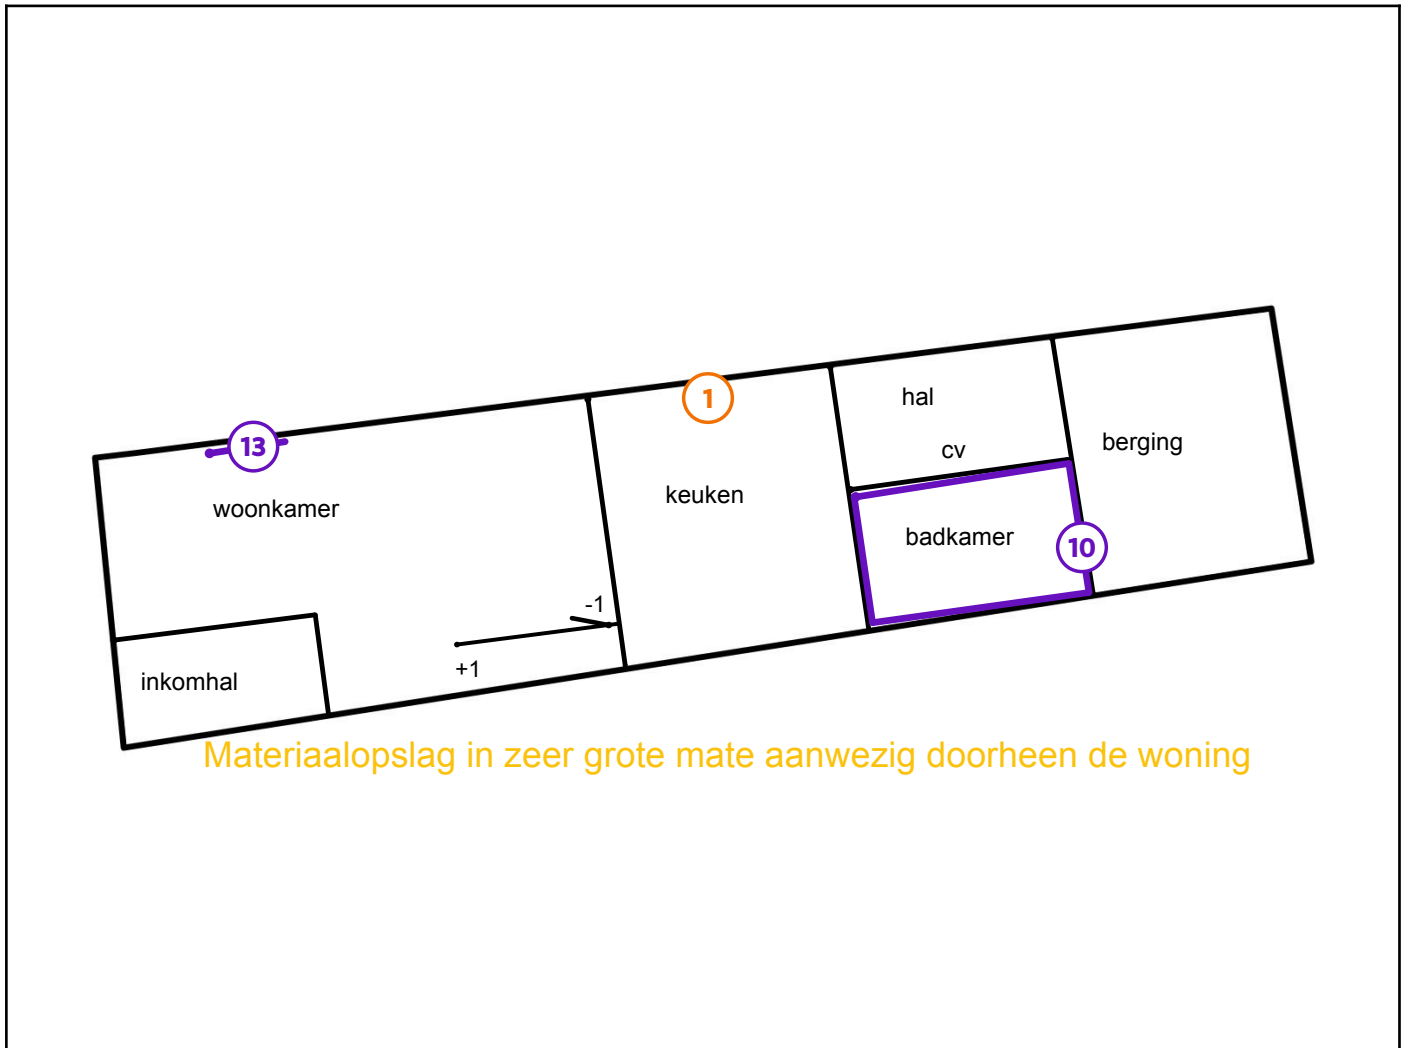 1
hal
13
berging
cv
keuken
woonkamer
badkamer
10
-1
+1
inkomhal
Materiaalopslag in zeer grote mate aanwezig doorheen de woning